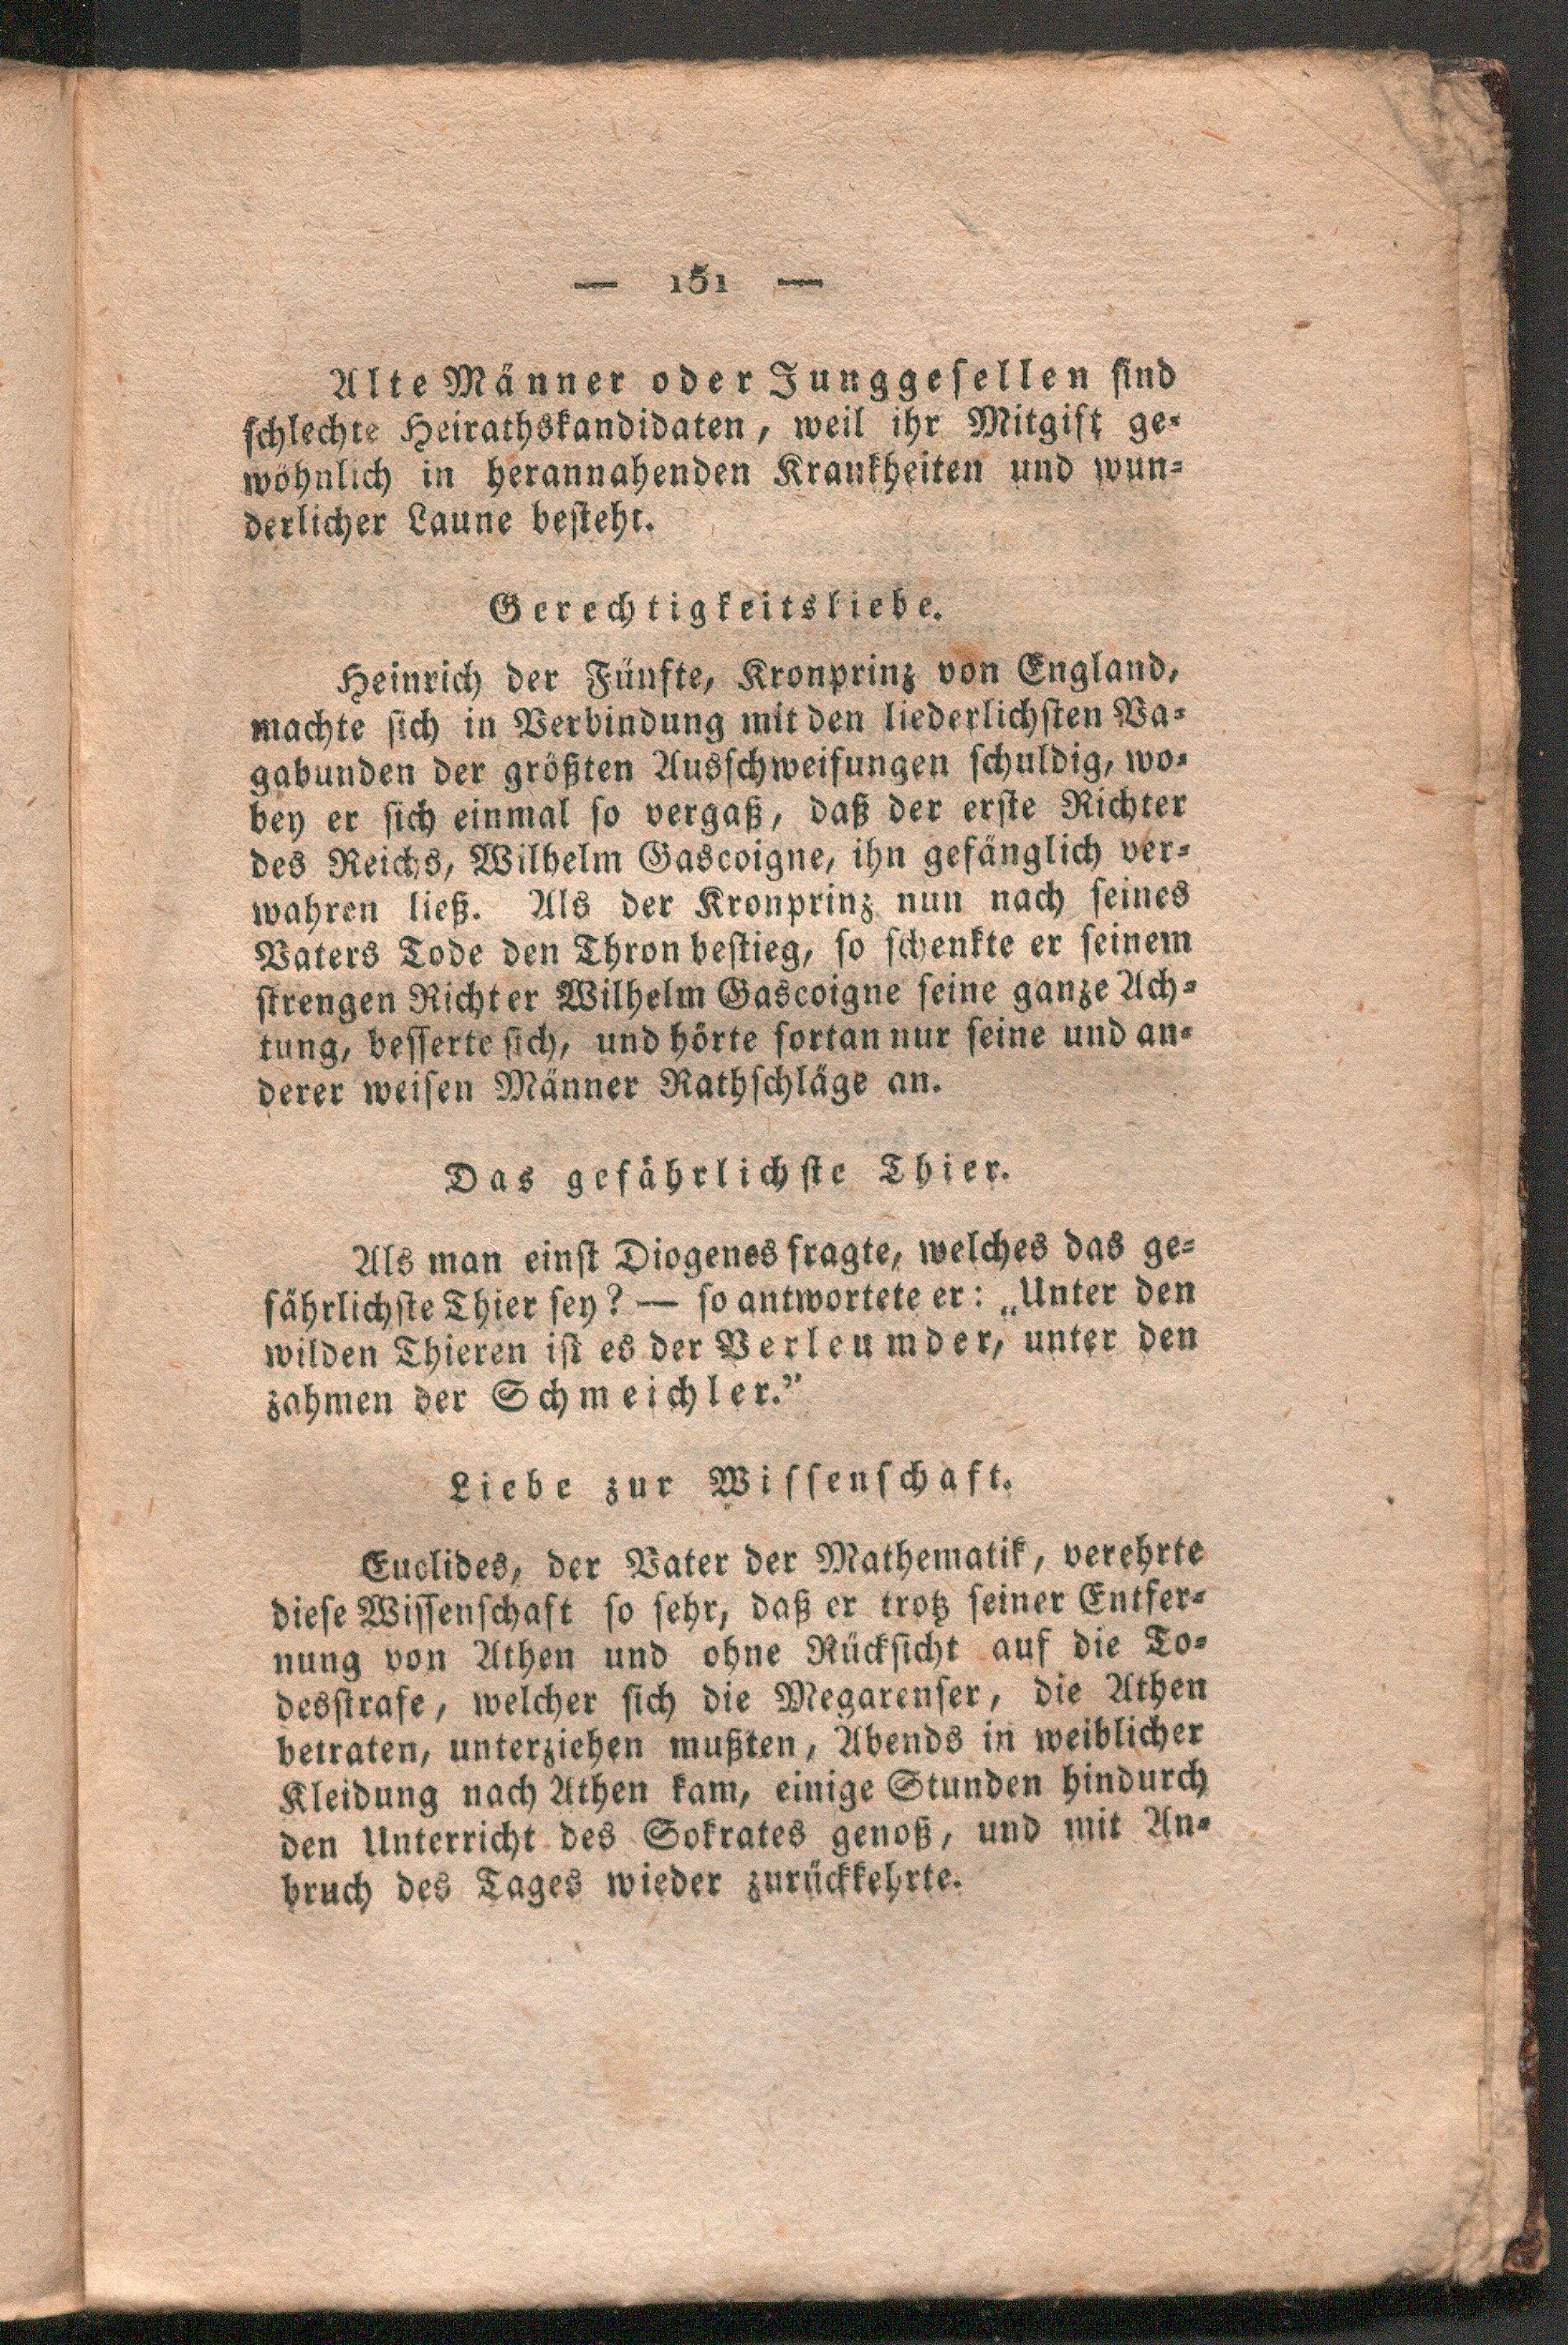 — 151 —
Alte Männer oder Junggesellen sind
schlechte Heirathskandidaten, weil ihr Mitgift ge-
wöhnlich in herannahenden Krankheiten und wun-
derlicher Laune besteht.
Gerechtigkeitsliebe.
Heinrich der Fünfte, Kronprinz von England,
machte sich in Verbindung mit den liederlichsten Va-
gabunden der größten Ausschweifungen schuldig, wo-
bey er sich einmal so vergaß, daß der erste Richter
des Reichs, Wilhelm Gascoigne, ihn gefänglich ver-
wahren ließ. Als der Kronprinz nun nach seines
Vaters Tode den Thron bestieg, so schenkte er seinem
strengen Richter Wilhelm Gascoigne seine ganze Ach-
tung, besserte sich, und hörte fortan nur seine und an-
derer weisen Männer Rathschläge an.
Das gefährlichste Thier.
Als man einst Diogenes fragte, welches das ge-
fährlichste Thier sey? — so antwortete er: „Unter den
wilden Thieren ist es der Verleumder, unter den
zahmen der Schmeichler.”
Liebe zur Wissenschaft.
Euclides, der Vater der Mathematik, verehrte
diese Wissenschaft so sehr, daß er trotz seiner Entfer-
nung von Athen und ohne Rücksicht auf die To-
desstrafe, welcher sich die Megarenser, die Athen
betraten, unterziehen mußten, Abends in weiblicher
Kleidung nach Athen kam, einige Stunden hindurch
den Unterricht des Sokrates genoß, und mit An-
bruch des Tages wieder zurückkehrte.